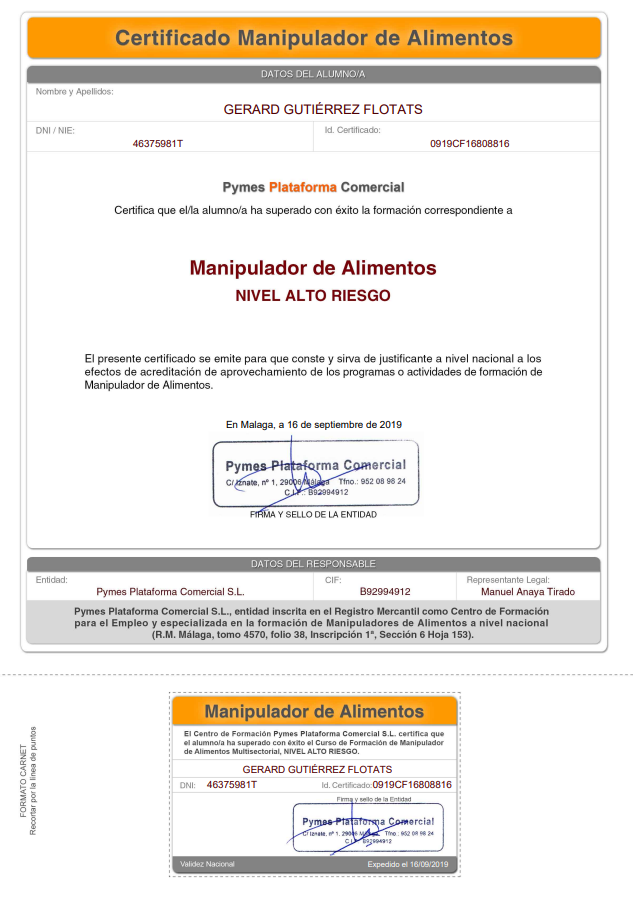 Certificado Manipulador de Alimentos
DATOS DEL ALUMNO/A
Nombre y Apellidos:
GERARD GUTIÉRREZ FLOTATS
DNI / NIE:
46375981T
Id. Certificado:
0919CF16808816
Pymes Plataforma Comercial
Certifica que el/la alumno/a ha superado con éxito la formación correspondiente a
Manipulador de Alimentos
NIVEL ALTO RIESGO
El presente certificado se emite para que conste y sirva de justificante a nivel nacional a los
efectos de acreditación de aprovechamiento de los programas o actividades de formación de
Manipulador de Alimentos.
En Malaga, a 16 de septiembre de 2019
Pymes Plataforma Comercial
C/ Iznate, nº 1, 29006 Málaga Tfno.: 952 08 98 24
C.I.F.: B92994912
FIRMA Y SELLO DE LA ENTIDAD
DATOS DEL RESPONSABLE
Entidad:
Pymes Plataforma Comercial S.L.
CIF:
B92994912
Representante Legal:
Manuel Anaya Tirado
Pymes Plataforma Comercial S.L., entidad inscrita en el Registro Mercantil como Centro de Formación
para el Empleo y especializada en la formación de Manipuladores de Alimentos a nivel nacional
(R.M. Málaga, tomo 4570, folio 38, Inscripción 1ª, Sección 6 Hoja 153).
FORMATO CARNET
Recortar por la línea de puntos
Manipulador de Alimentos
El Centro de Formación Pymes Plataforma Comercial S.L. certifica que
el alumno/a ha superado con éxito el Curso de Formación de Manipulador
de Alimentos Multisectorial, NIVEL ALTO RIESGO.
GERARD GUTIÉRREZ FLOTATS
DNI: 46375981T Id. Certificado: 0919CF16808816
Firma y sello de la Entidad
Pymes Plataforma Comercial
C/ Iznate, nº 1, 29006 Málaga Tfno.: 952 08 98 24
C.I.F.: B92994912
Validez Nacional
Expedido el 16/09/2019